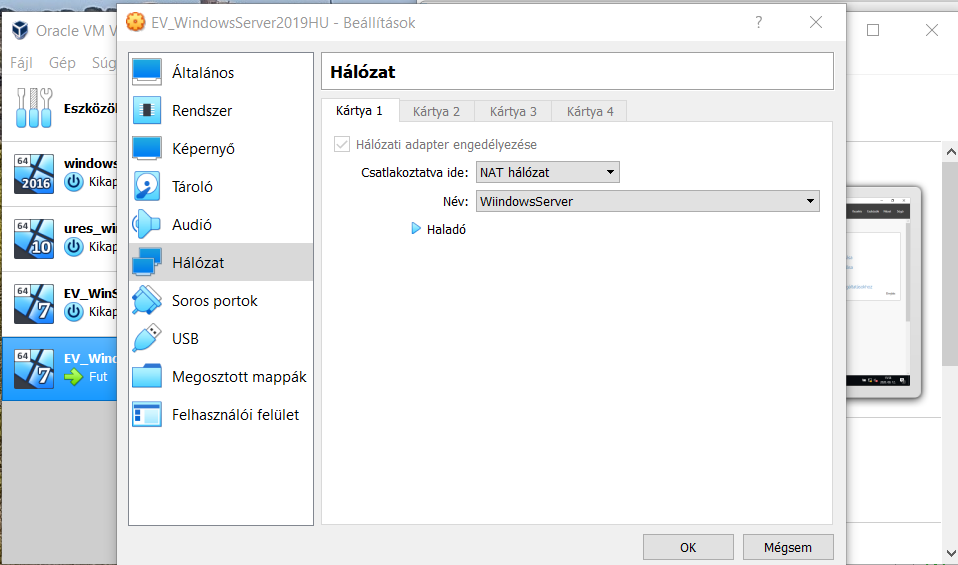 Oracle VM V
EV_WindowsServer2019HU - Beállítások
?
Fájl Gép Súg
Eszközö
64
2016
windows
Kikap
64
10
ures_wi
Kikap
64
7
EV_WinS
Kikap
64
7
EV_Wind
Fut
Általános
Rendszer
Képernyő
Tároló
Audió
Hálózat
Soros portok
USB
Megosztott mappák
Felhasználói felület
Hálózat
Kártya 1 Kártya 2 Kártya 3 Kártya 4
Hálózati adapter engedélyezése
Csatlakoztatva ide: NAT hálózat
Név: WiindowsServer
Haladó
OK Mégsem